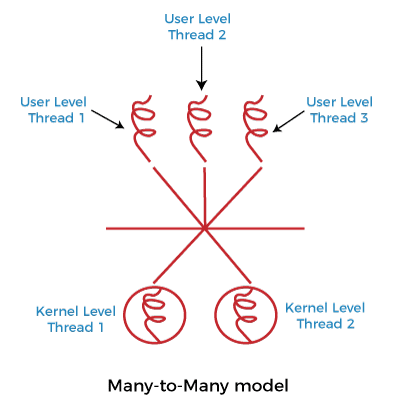 User Level
Thread 2
User Level
Thread 1
User Level
Thread 3
Kernel Level
Thread 1
Kernel Level
Thread 2
Many-to-Many model